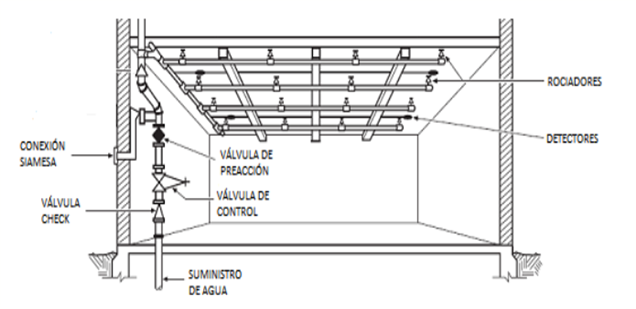 ROCIADORES
DETECTORES
CONEXIÓN
SIAMESA
VÁLVULA DE
PREACCIÓN
VÁLVULA DE
CONTROL
VÁLVULA
CHECK
SUMINISTRO
DE AGUA